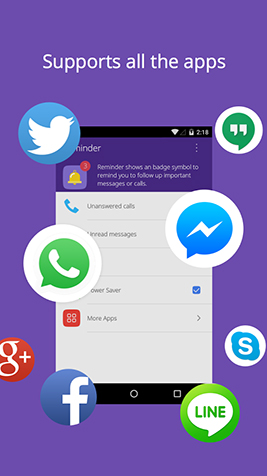 Supports all the apps
2:18
minder
3
Reminder shows an badge symbol to
remind you to follow up important
messages or calls.
Unanswered calls
Unread messages
ower Saver
More Apps
g+
S
f
LINE